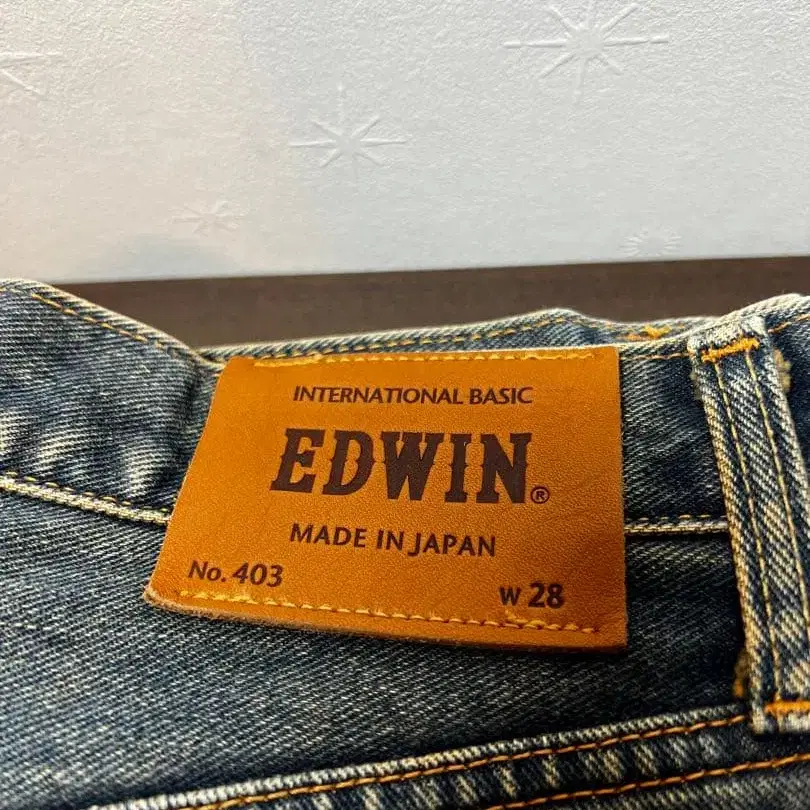 INTERNATIONAL BASIC
EDWIN®
MADE IN JAPAN
No. 403
W 28